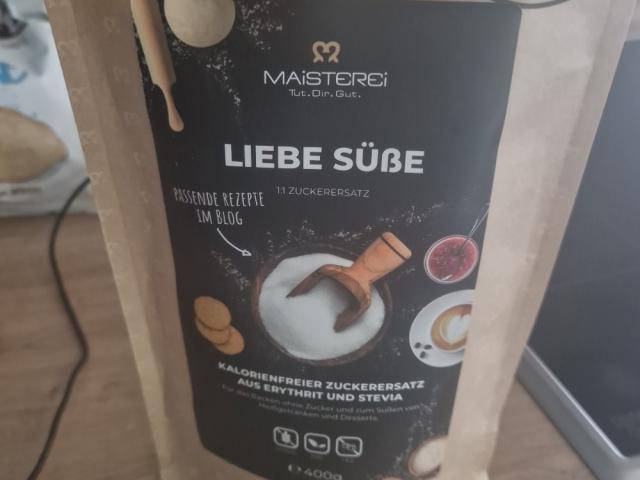 MAiSTEREi
Tut.Dir.Gut.
LIEBE SÜßE
1:1 ZUCKERERSATZ
PASSENDE REZEPTE
IM BLOG
KALORIENFREIER ZUCKERERSATZ
AUS ERYTHRIT UND STEVIA
Für das Backen ohne Zucker und zum Süßen von
Heißgetränken und Desserts.
℮ 400g